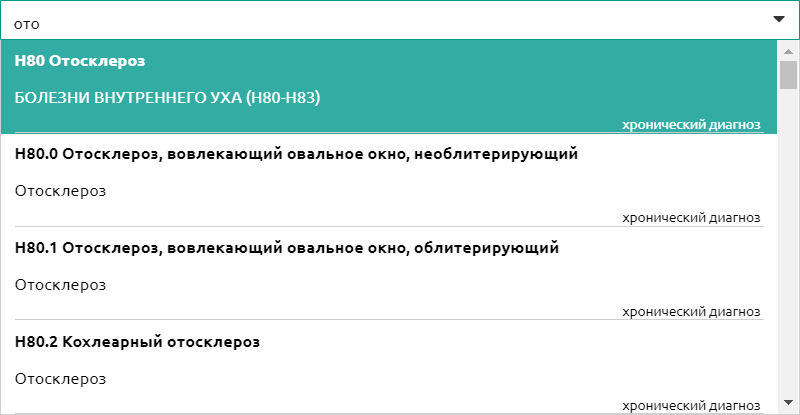 ото
H80 Отосклероз
БОЛЕЗНИ ВНУТРЕННЕГО УХА (H80-H83)
хронический диагноз
H80.0 Отосклероз, вовлекающий овальное окно, необлитерирующий
Отосклероз
хронический диагноз
H80.1 Отосклероз, вовлекающий овальное окно, облитерирующий
Отосклероз
хронический диагноз
H80.2 Кохлеарный отосклероз
Отосклероз
хронический диагноз